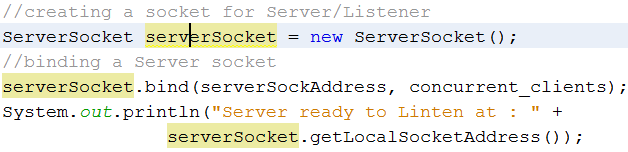 //creating a socket for Server/Listener
ServerSocket serverSocket = new ServerSocket();
//binding a Server socket
serverSocket.bind(serverSockAddress, concurrent_clients);
System.out.println("Server ready to Linten at : " +
serverSocket.getLocalSocketAddress());